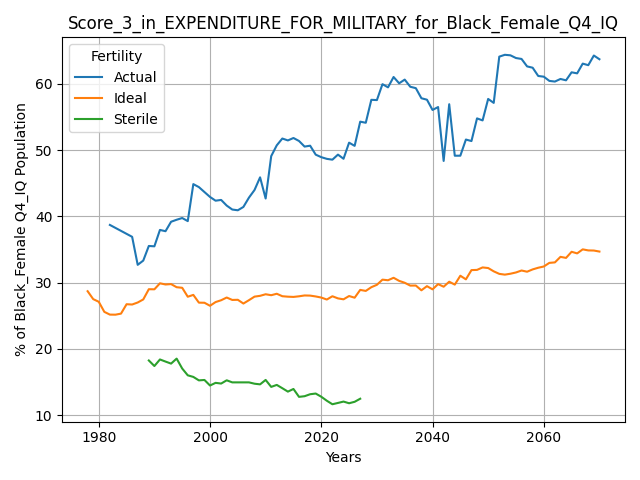 Score_3_in_EXPENDITURE_FOR_MILITARY_for_Black_Female_Q4_IQ
Fertility
Actual
Ideal
Sterile
% of Black_Female Q4_IQ Population
60
50
40
30
20
10
1980
2000
2020
2040
2060
Years